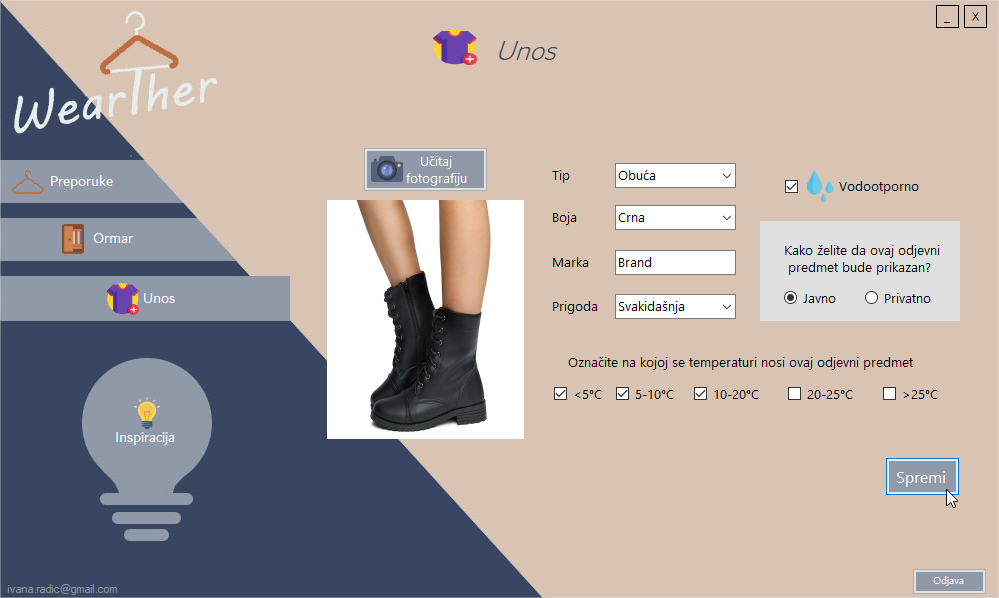 _ X
WearTher
Unos
Preporuke
Ormar
Unos
Inspiracija
Učitaj
fotografiju
Tip Obuća
Boja Crna
Marka Brand
Prigoda Svakidašnja
Vodootporno
Kako želite da ovaj odjevni
predmet bude prikazan?
Javno Privatno
Označite na kojoj se temperaturi nosi ovaj odjevni predmet
<5°C 5-10°C 10-20°C 20-25°C >25°C
Spremi
ivana.radic@gmail.com
Odjava